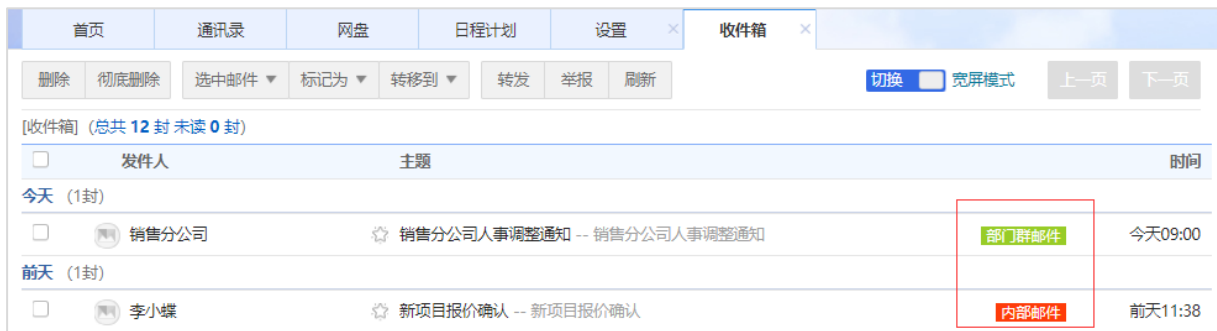 首页 通讯录 网盘 日程计划 设置 × 收件箱 ×
删除 彻底删除 选中邮件 ▼ 标记为 ▼ 转移到 ▼ 转发 举报 刷新 切换 宽屏模式 上一页 下一页
[收件箱] (总共 12 封 未读 0 封)
发件人 主题 时间
今天 (1封)
销售分公司 销售分公司人事调整通知 -- 销售分公司人事调整通知 部门群邮件 今天09:00
前天 (1封)
李小蝶 新项目报价确认 -- 新项目报价确认 内部邮件 前天11:38